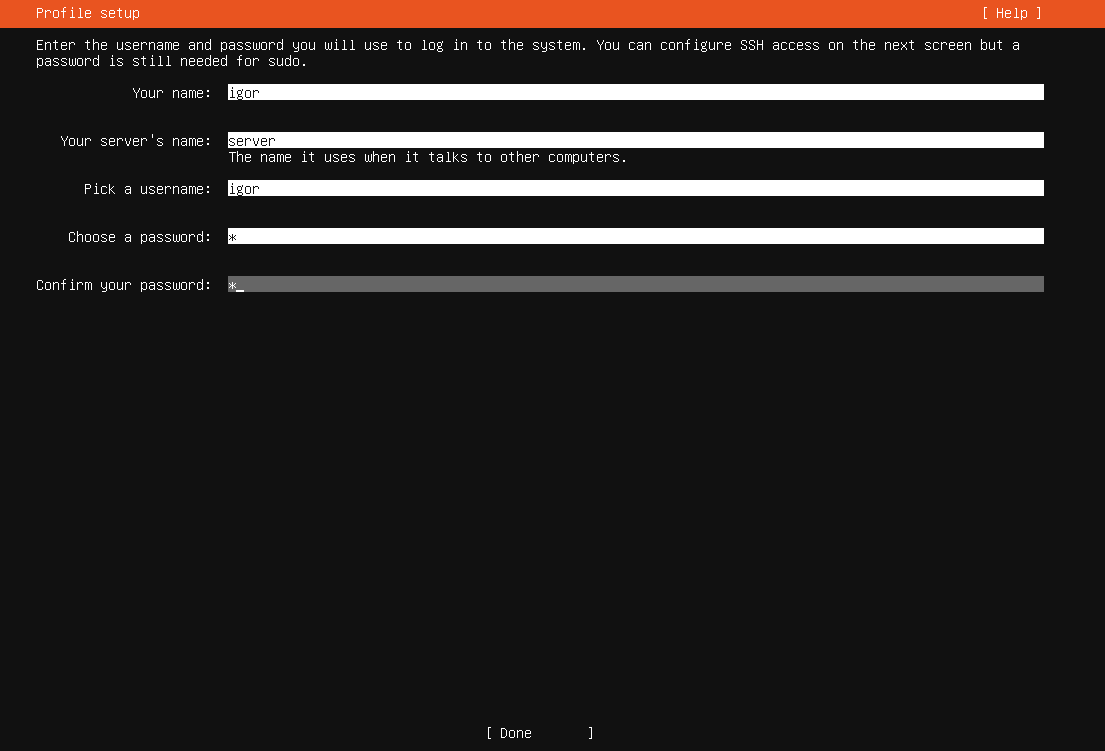 Profile setup [ Help ]
Enter the username and password you will use to log in to the system. You can configure SSH access on the next screen but a
password is still needed for sudo.
Your name: igor
Your server's name: server
The name it uses when it talks to other computers.
Pick a username: igor
Choose a password: *
Confirm your password: *_
[ Done ]